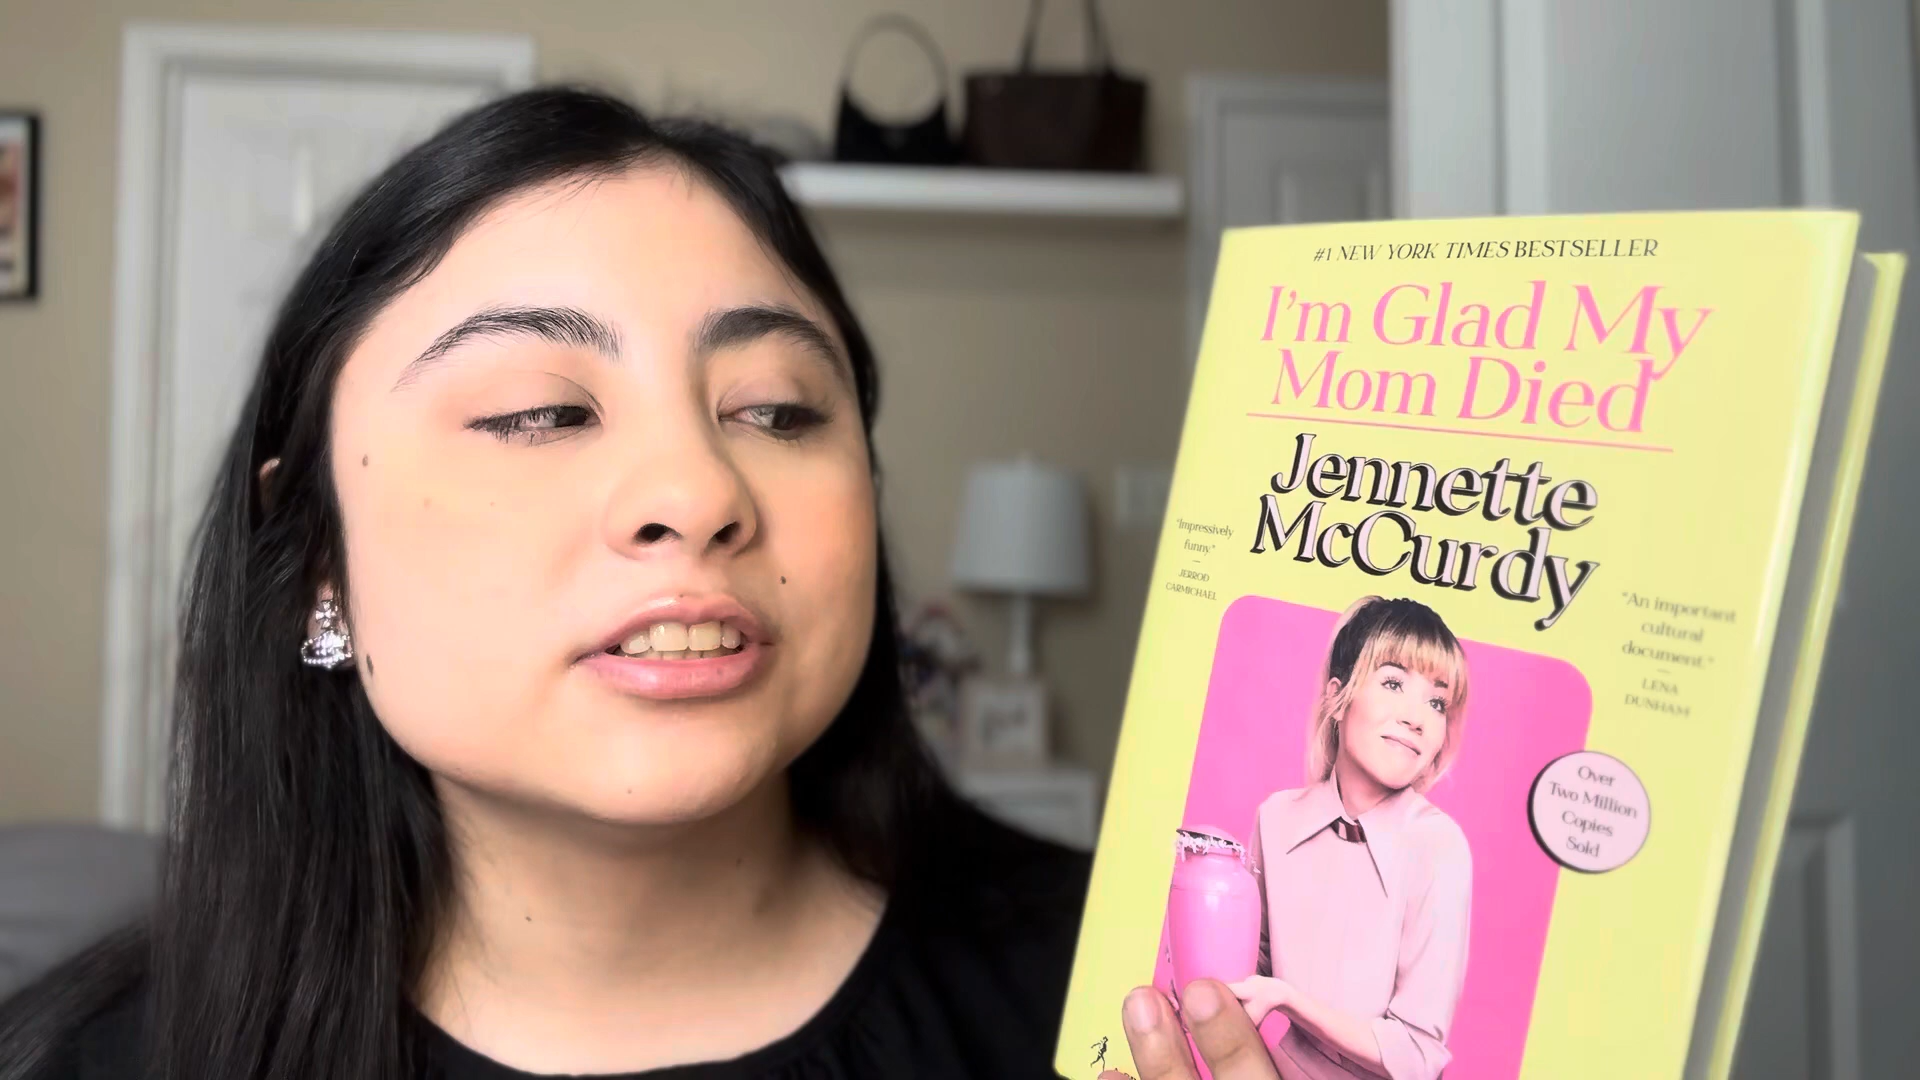 #1 NEW YORK TIMES BESTSELLER
I'm Glad My
Mom Died
Jennette
McCurdy
"Impressively
funny."
—
JERROD
CARMICHAEL
"An important
cultural
document."
—
LENA
DUNHAM
Over
Two Million
Copies
Sold